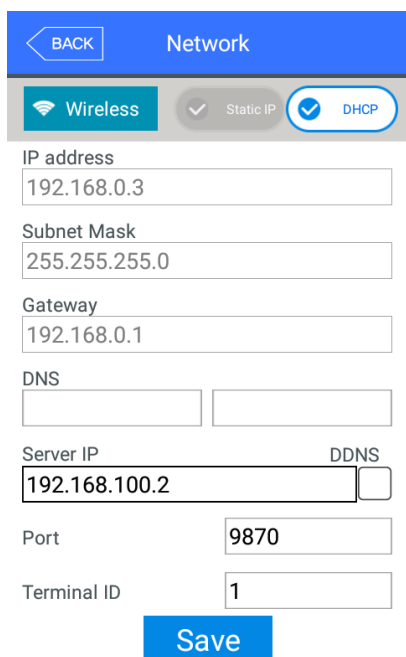 BACK Network
Wireless Static IP DHCP
IP address
192.168.0.3
Subnet Mask
255.255.255.0
Gateway
192.168.0.1
DNS
Server IP DDNS
192.168.100.2
Port 9870
Terminal ID 1
Save